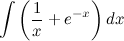 ∫ (1/x + e^{-x}) dx